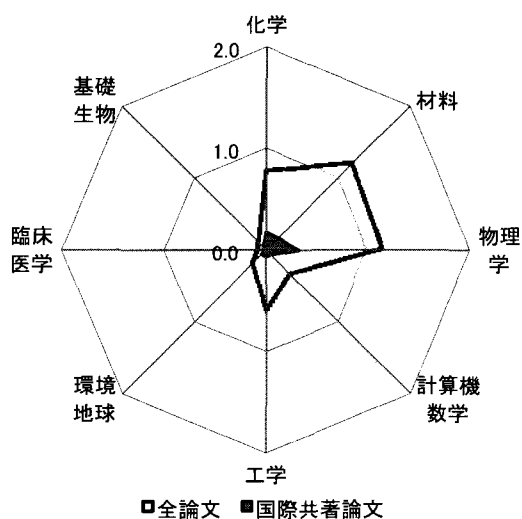 化学
2.0
材料
基礎
生物
1.0
物理
学
臨床
医学
0.0
計算機
数学
環境
地球
工学
全論文 国際共著論文